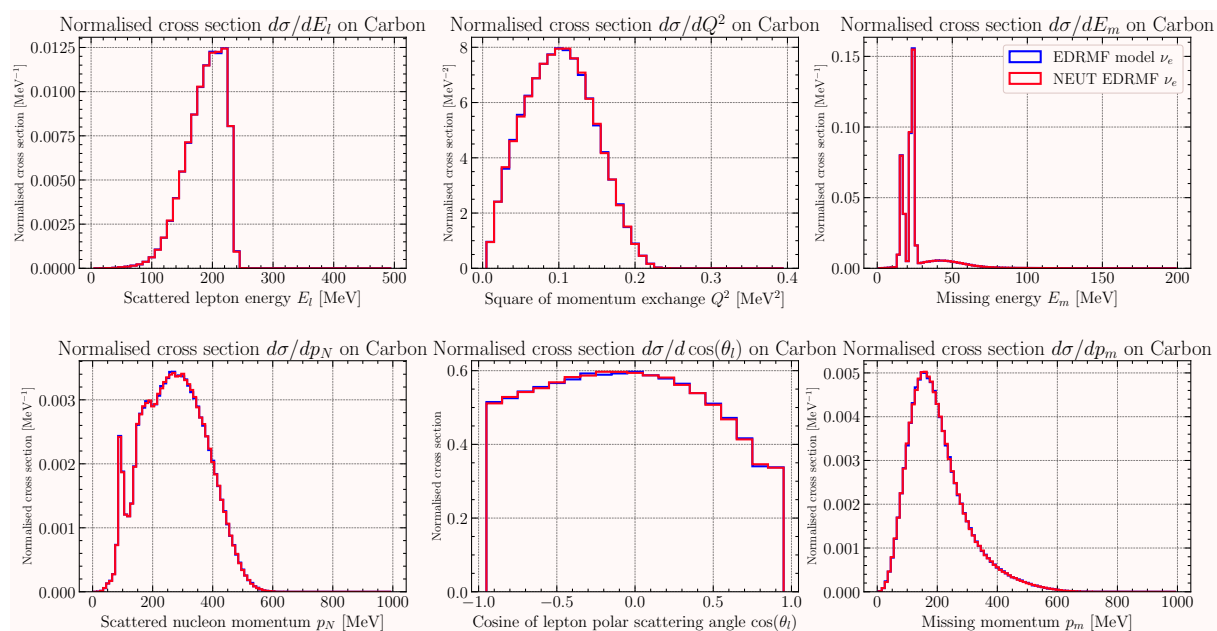 Normalised cross section dσ/dE_l on Carbon
Normalised cross section [MeV⁻¹]
0.0125
0.0100
0.0075
0.0050
0.0025
0.0000
0 100 200 300 400 500
Scattered lepton energy E_l [MeV]
Normalised cross section dσ/dQ² on Carbon
Normalised cross section [MeV⁻²]
8
6
4
2
0
0.0 0.1 0.2 0.3 0.4
Square of momentum exchange Q² [MeV²]
Normalised cross section dσ/dE_m on Carbon
Normalised cross section [MeV⁻¹]
EDRMF model ν_e
NEUT EDRMF ν_e
0.15
0.10
0.05
0.00
0 50 100 150 200
Missing energy E_m [MeV]
Normalised cross section dσ/dp_N on Carbon
Normalised cross section [MeV⁻¹]
0.003
0.002
0.001
0.000
0 200 400 600 800 1000
Scattered nucleon momentum p_N [MeV]
Normalised cross section dσ/d cos(θ_l) on Carbon
Normalised cross section
0.6
0.4
0.2
0.0
−1.0 −0.5 0.0 0.5 1.0
Cosine of lepton polar scattering angle cos(θ_l)
Normalised cross section dσ/dp_m on Carbon
Normalised cross section [MeV⁻¹]
0.005
0.004
0.003
0.002
0.001
0.000
0 200 400 600 800 1000
Missing momentum p_m [MeV]